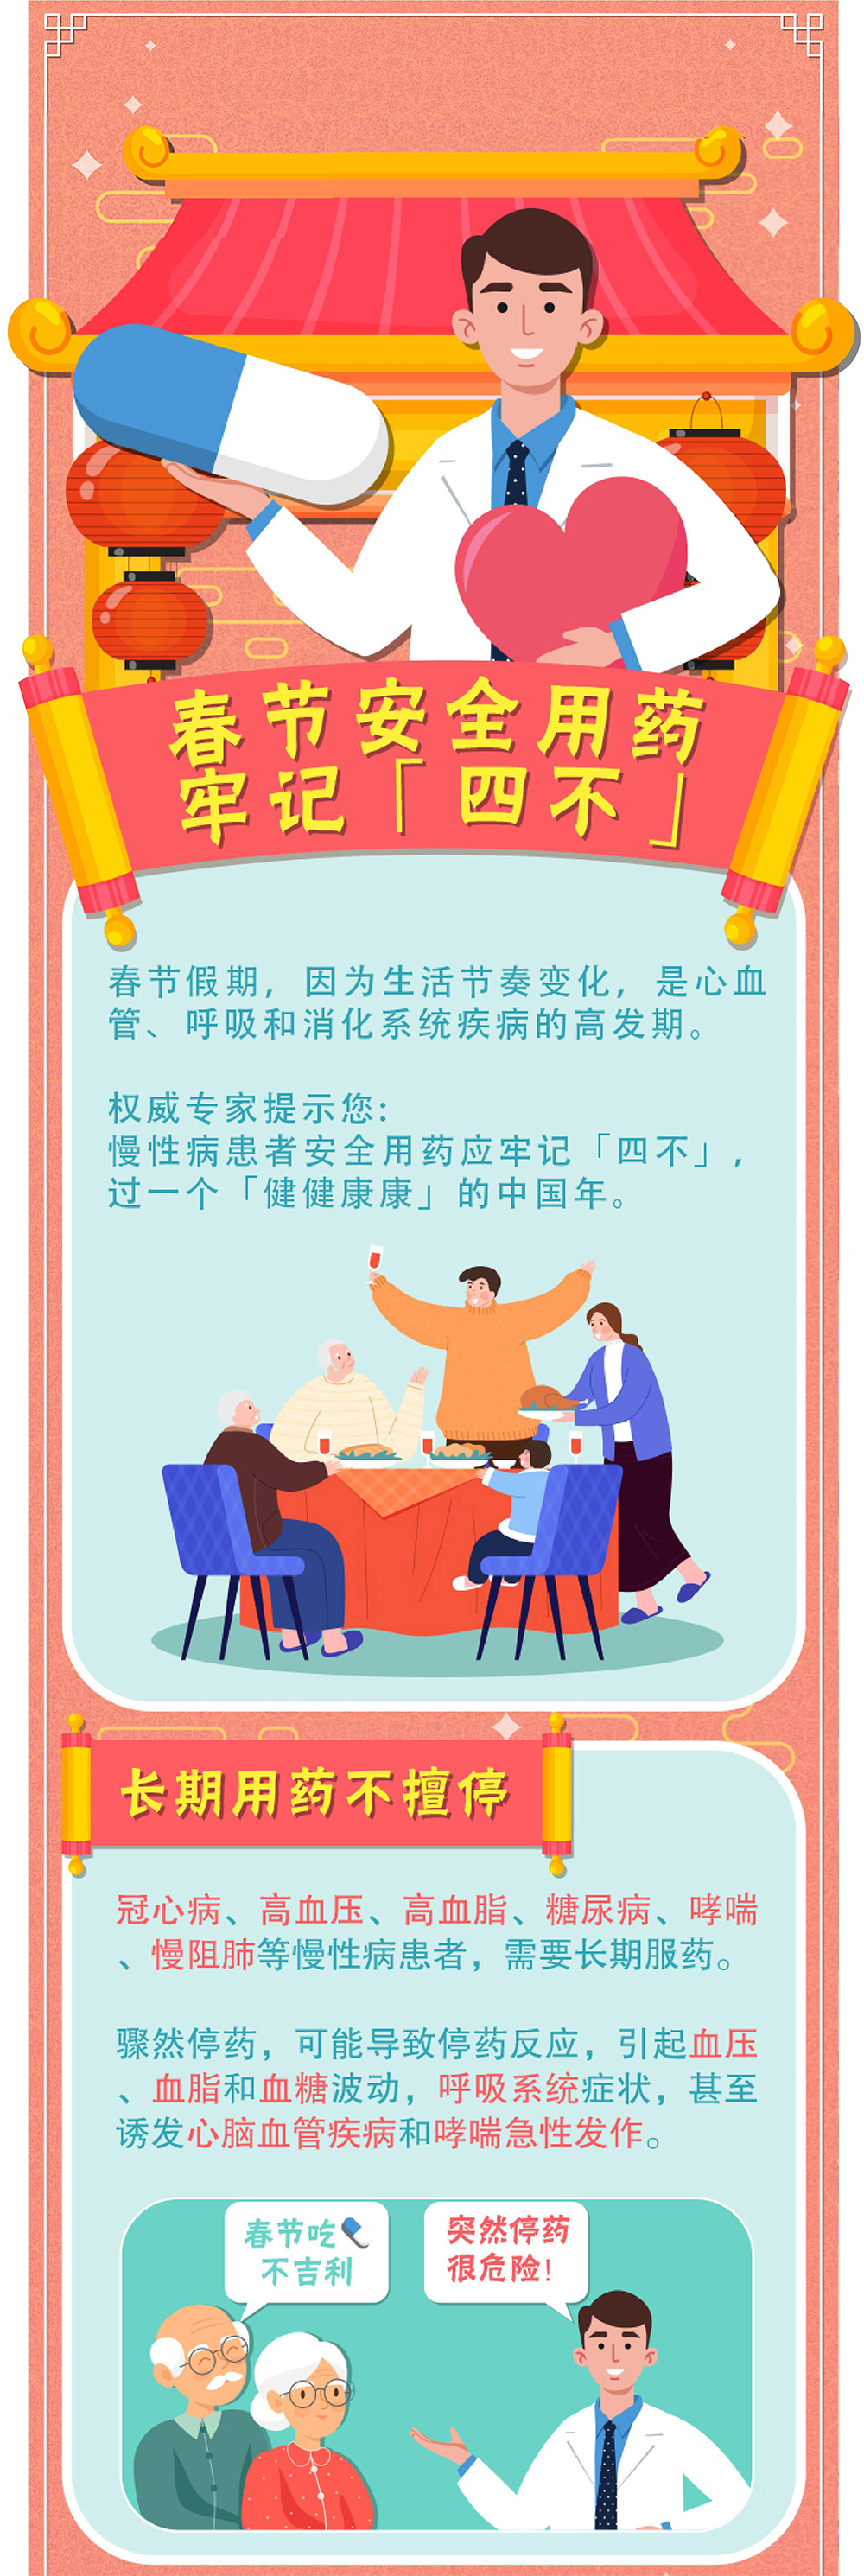 春节安全用药
牢记「四不」
春节假期，因为生活节奏变化，是心血
管、呼吸和消化系统疾病的高发期。
权威专家提示您：
慢性病患者安全用药应牢记「四不」，
过一个「健健康康」的中国年。
长期用药不擅停
冠心病、高血压、高血脂、糖尿病、哮喘
、慢阻肺等慢性病患者，需要长期服药。
骤然停药，可能导致停药反应，引起血压
、血脂和血糖波动，呼吸系统症状，甚至
诱发心脑血管疾病和哮喘急性发作。
春节吃
不吉利
突然停药
很危险！